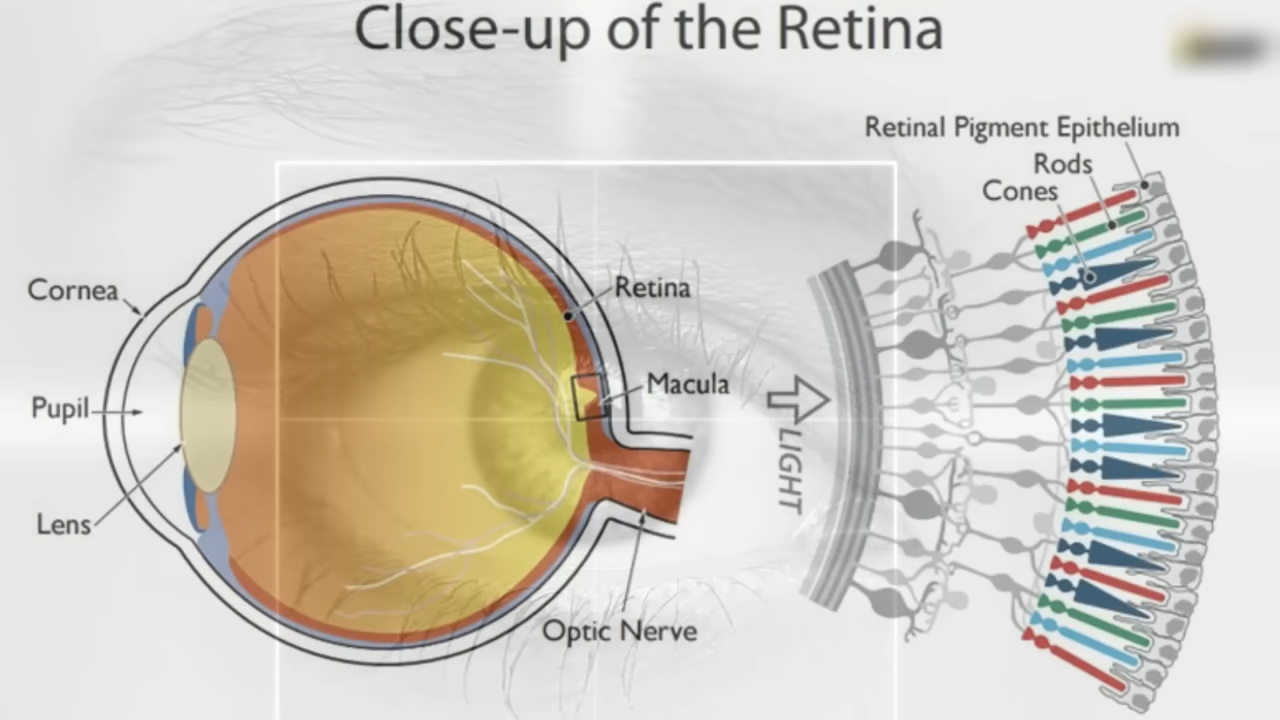 Close-up of the Retina
Retinal Pigment Epithelium
Rods
Cones
Cornea
Retina
Macula
Pupil
LIGHT
Lens
Optic Nerve